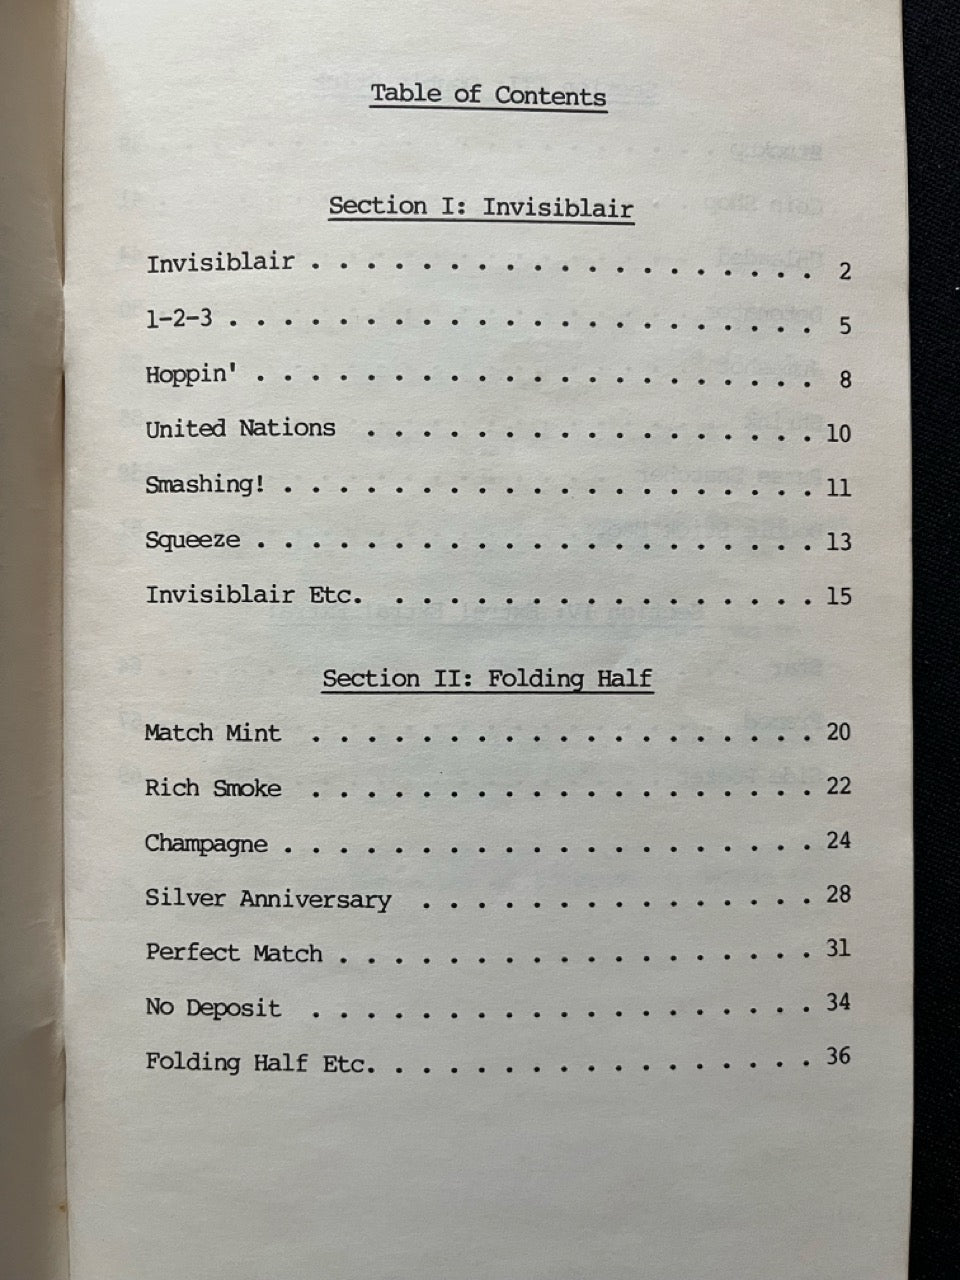 Table of Contents
Section I: Invisiblair
Invisiblair . . . . . . . . . . . . . . . . . . . 2
1-2-3 . . . . . . . . . . . . . . . . . . . . . . 5
Hoppin' . . . . . . . . . . . . . . . . . . . . . 8
United Nations . . . . . . . . . . . . . . . . . 10
Smashing! . . . . . . . . . . . . . . . . . . . . 11
Squeeze . . . . . . . . . . . . . . . . . . . . . 13
Invisiblair Etc. . . . . . . . . . . . . . . . . 15
Section II: Folding Half
Match Mint . . . . . . . . . . . . . . . . . . . 20
Rich Smoke . . . . . . . . . . . . . . . . . . . 22
Champagne . . . . . . . . . . . . . . . . . . . . 24
Silver Anniversary . . . . . . . . . . . . . . . 28
Perfect Match . . . . . . . . . . . . . . . . . . 31
No Deposit . . . . . . . . . . . . . . . . . . . 34
Folding Half Etc. . . . . . . . . . . . . . . . . 36